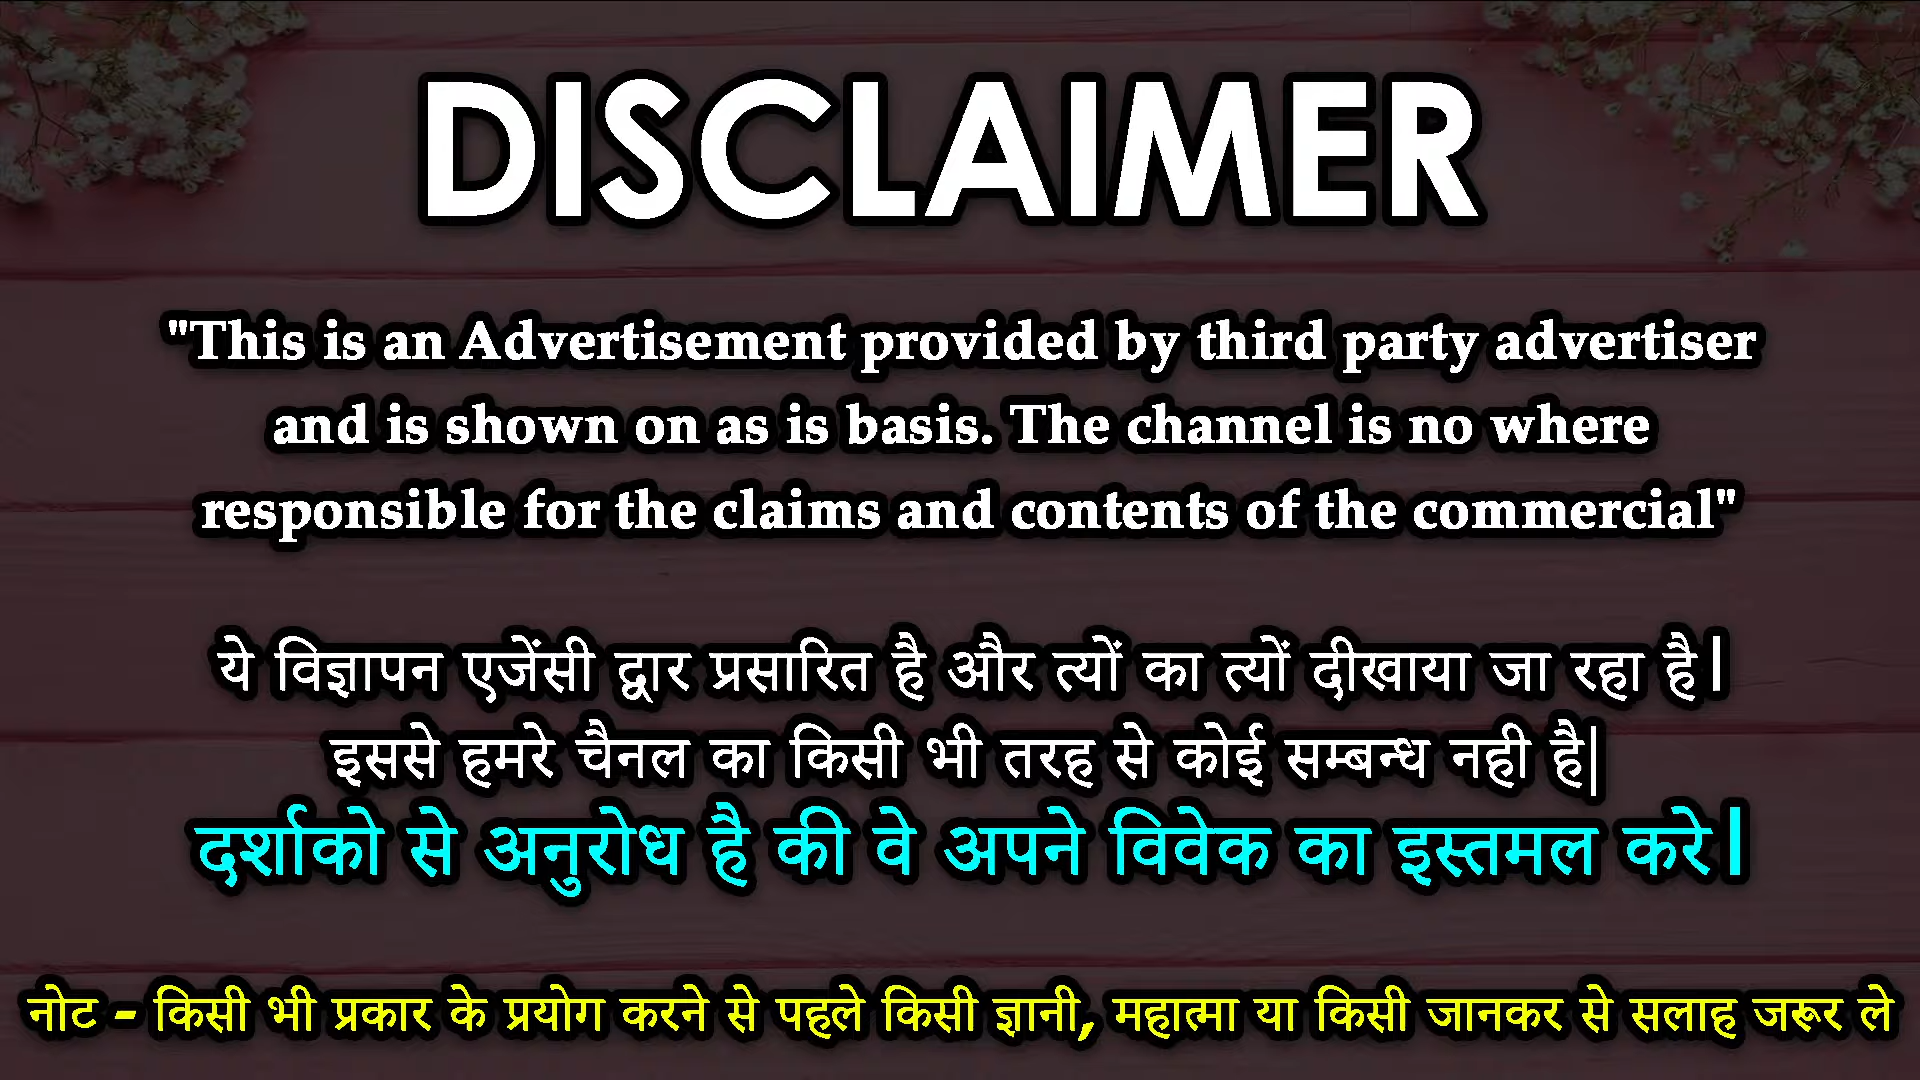 DISCLAIMER
"This is an Advertisement provided by third party advertiser
and is shown on as is basis. The channel is no where
responsible for the claims and contents of the commercial"
ये विज्ञापन एजेंसी द्वार प्रसारित है और त्यों का त्यों दीखाया जा रहा है।
इससे हमरे चैनल का किसी भी तरह से कोई सम्बन्ध नही है|
दर्शाको से अनुरोध है की वे अपने विवेक का इस्तमल करे।
नोट - किसी भी प्रकार के प्रयोग करने से पहले किसी ज्ञानी, महात्मा या किसी जानकर से सलाह जरूर ले